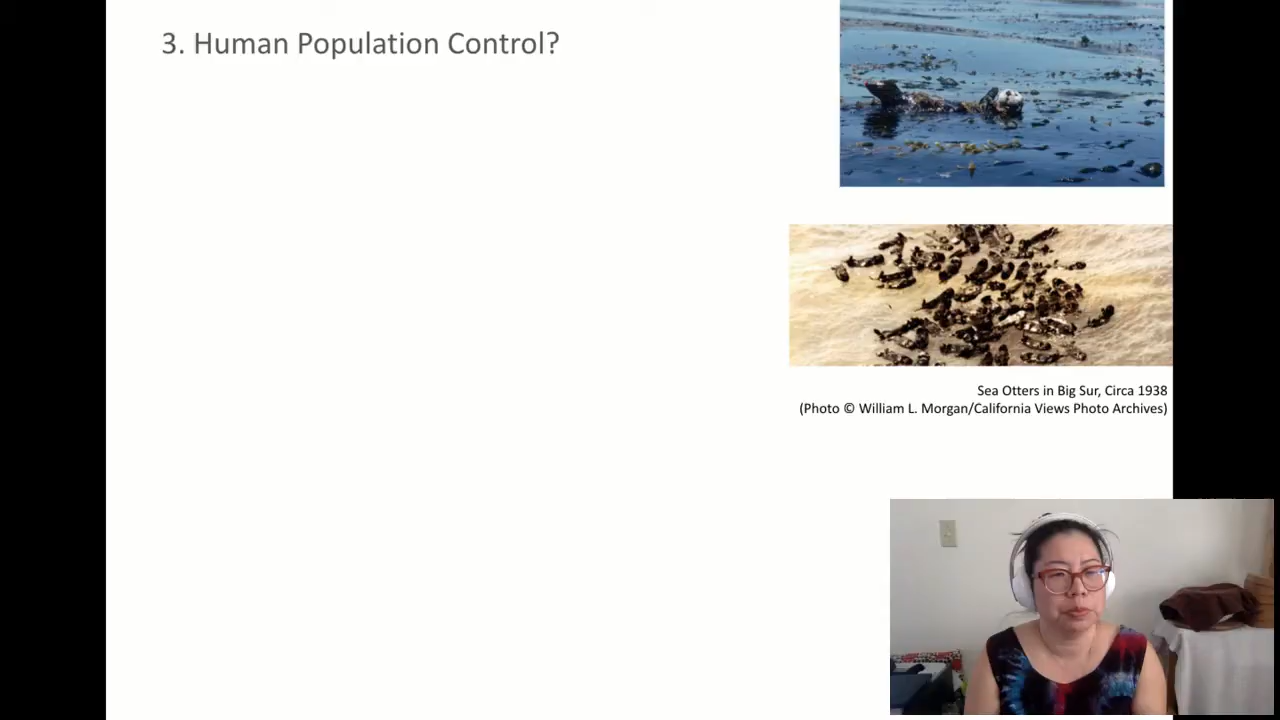 3. Human Population Control?
Sea Otters in Big Sur, Circa 1938
(Photo © William L. Morgan/California Views Photo Archives)